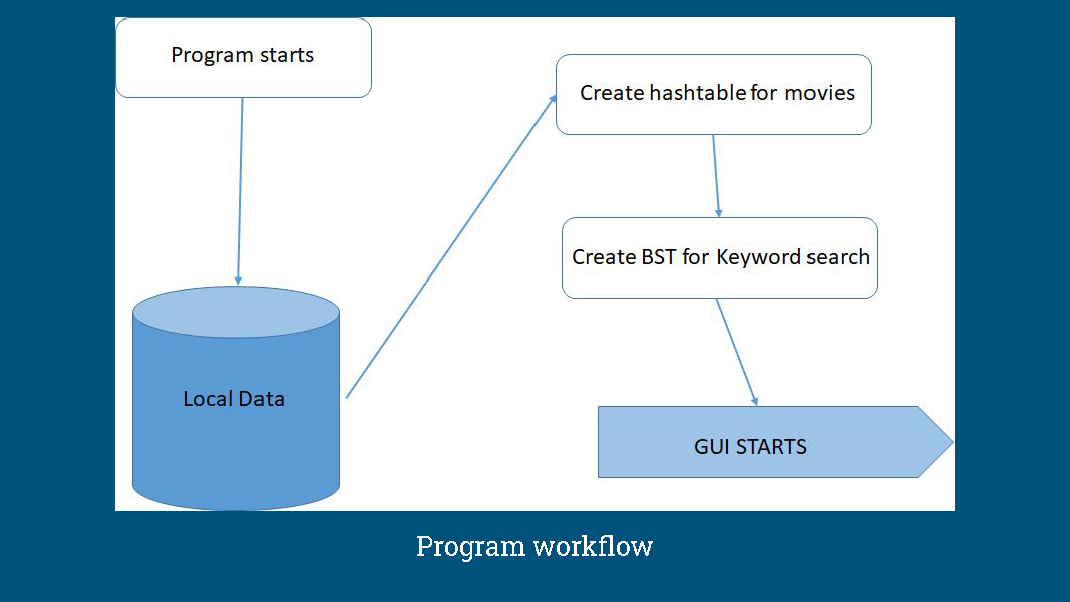 Program starts
Local Data
Create hashtable for movies
Create BST for Keyword search
GUI STARTS
Program workflow